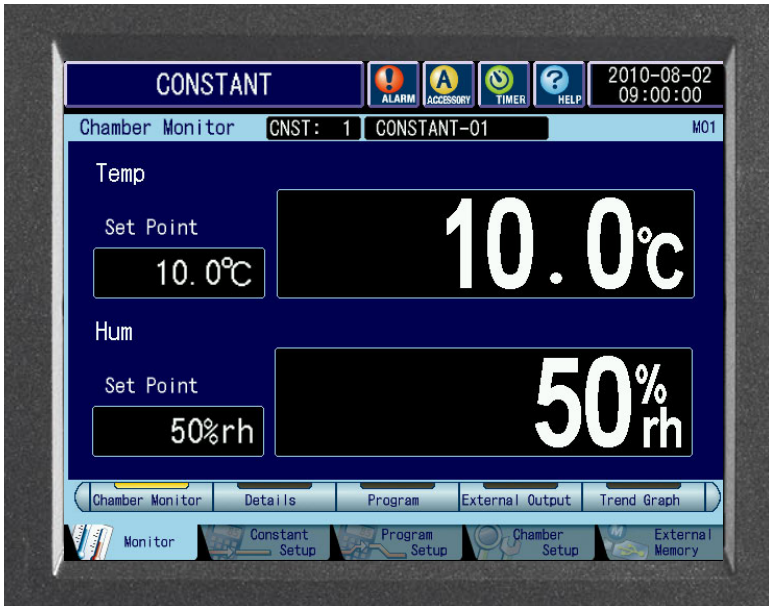 CONSTANT
ALARM
ACCESSORY
TIMER
HELP
2010-08-02
09:00:00
Chamber Monitor
CNST: 1
CONSTANT-01
M01
Temp
Set Point
10.0℃
10.0℃
Hum
Set Point
50%rh
50%rh
Chamber Monitor
Details
Program
External Output
Trend Graph
Monitor
Constant
Setup
Program
Setup
Chamber
Setup
External
Memory